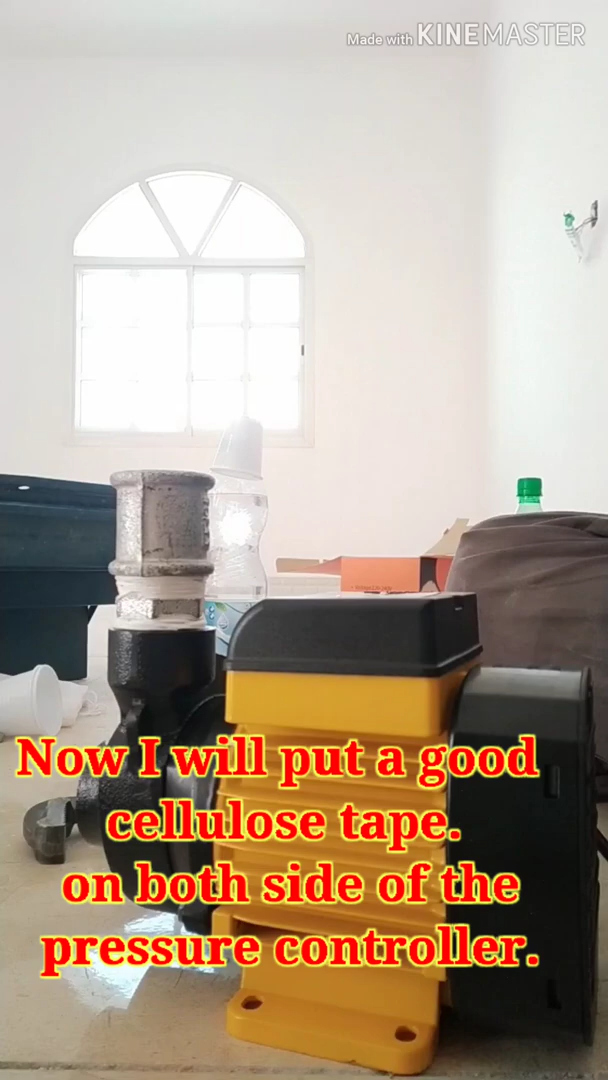 Made with KINEMASTER
Now I will put a good
cellulose tape.
on both side of the
pressure controller.